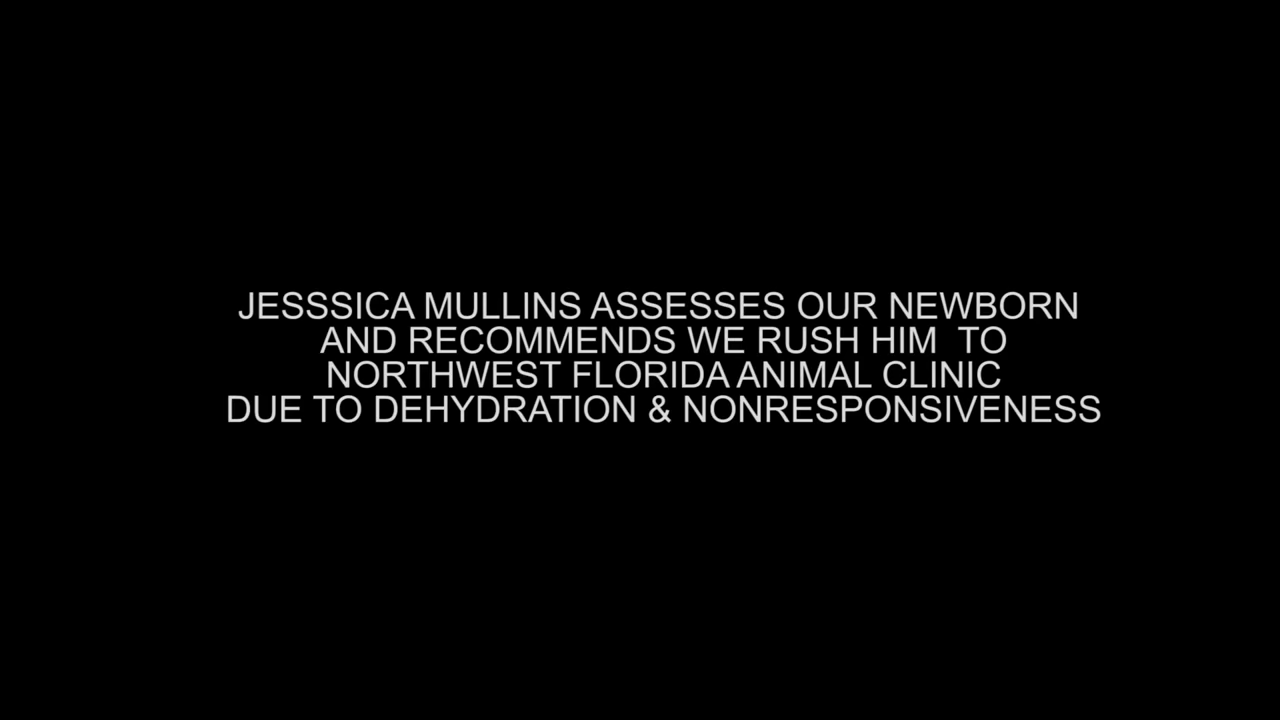 JESSSICA MULLINS ASSESSES OUR NEWBORN
AND RECOMMENDS WE RUSH HIM  TO
NORTHWEST FLORIDA ANIMAL CLINIC
DUE TO DEHYDRATION & NONRESPONSIVENESS